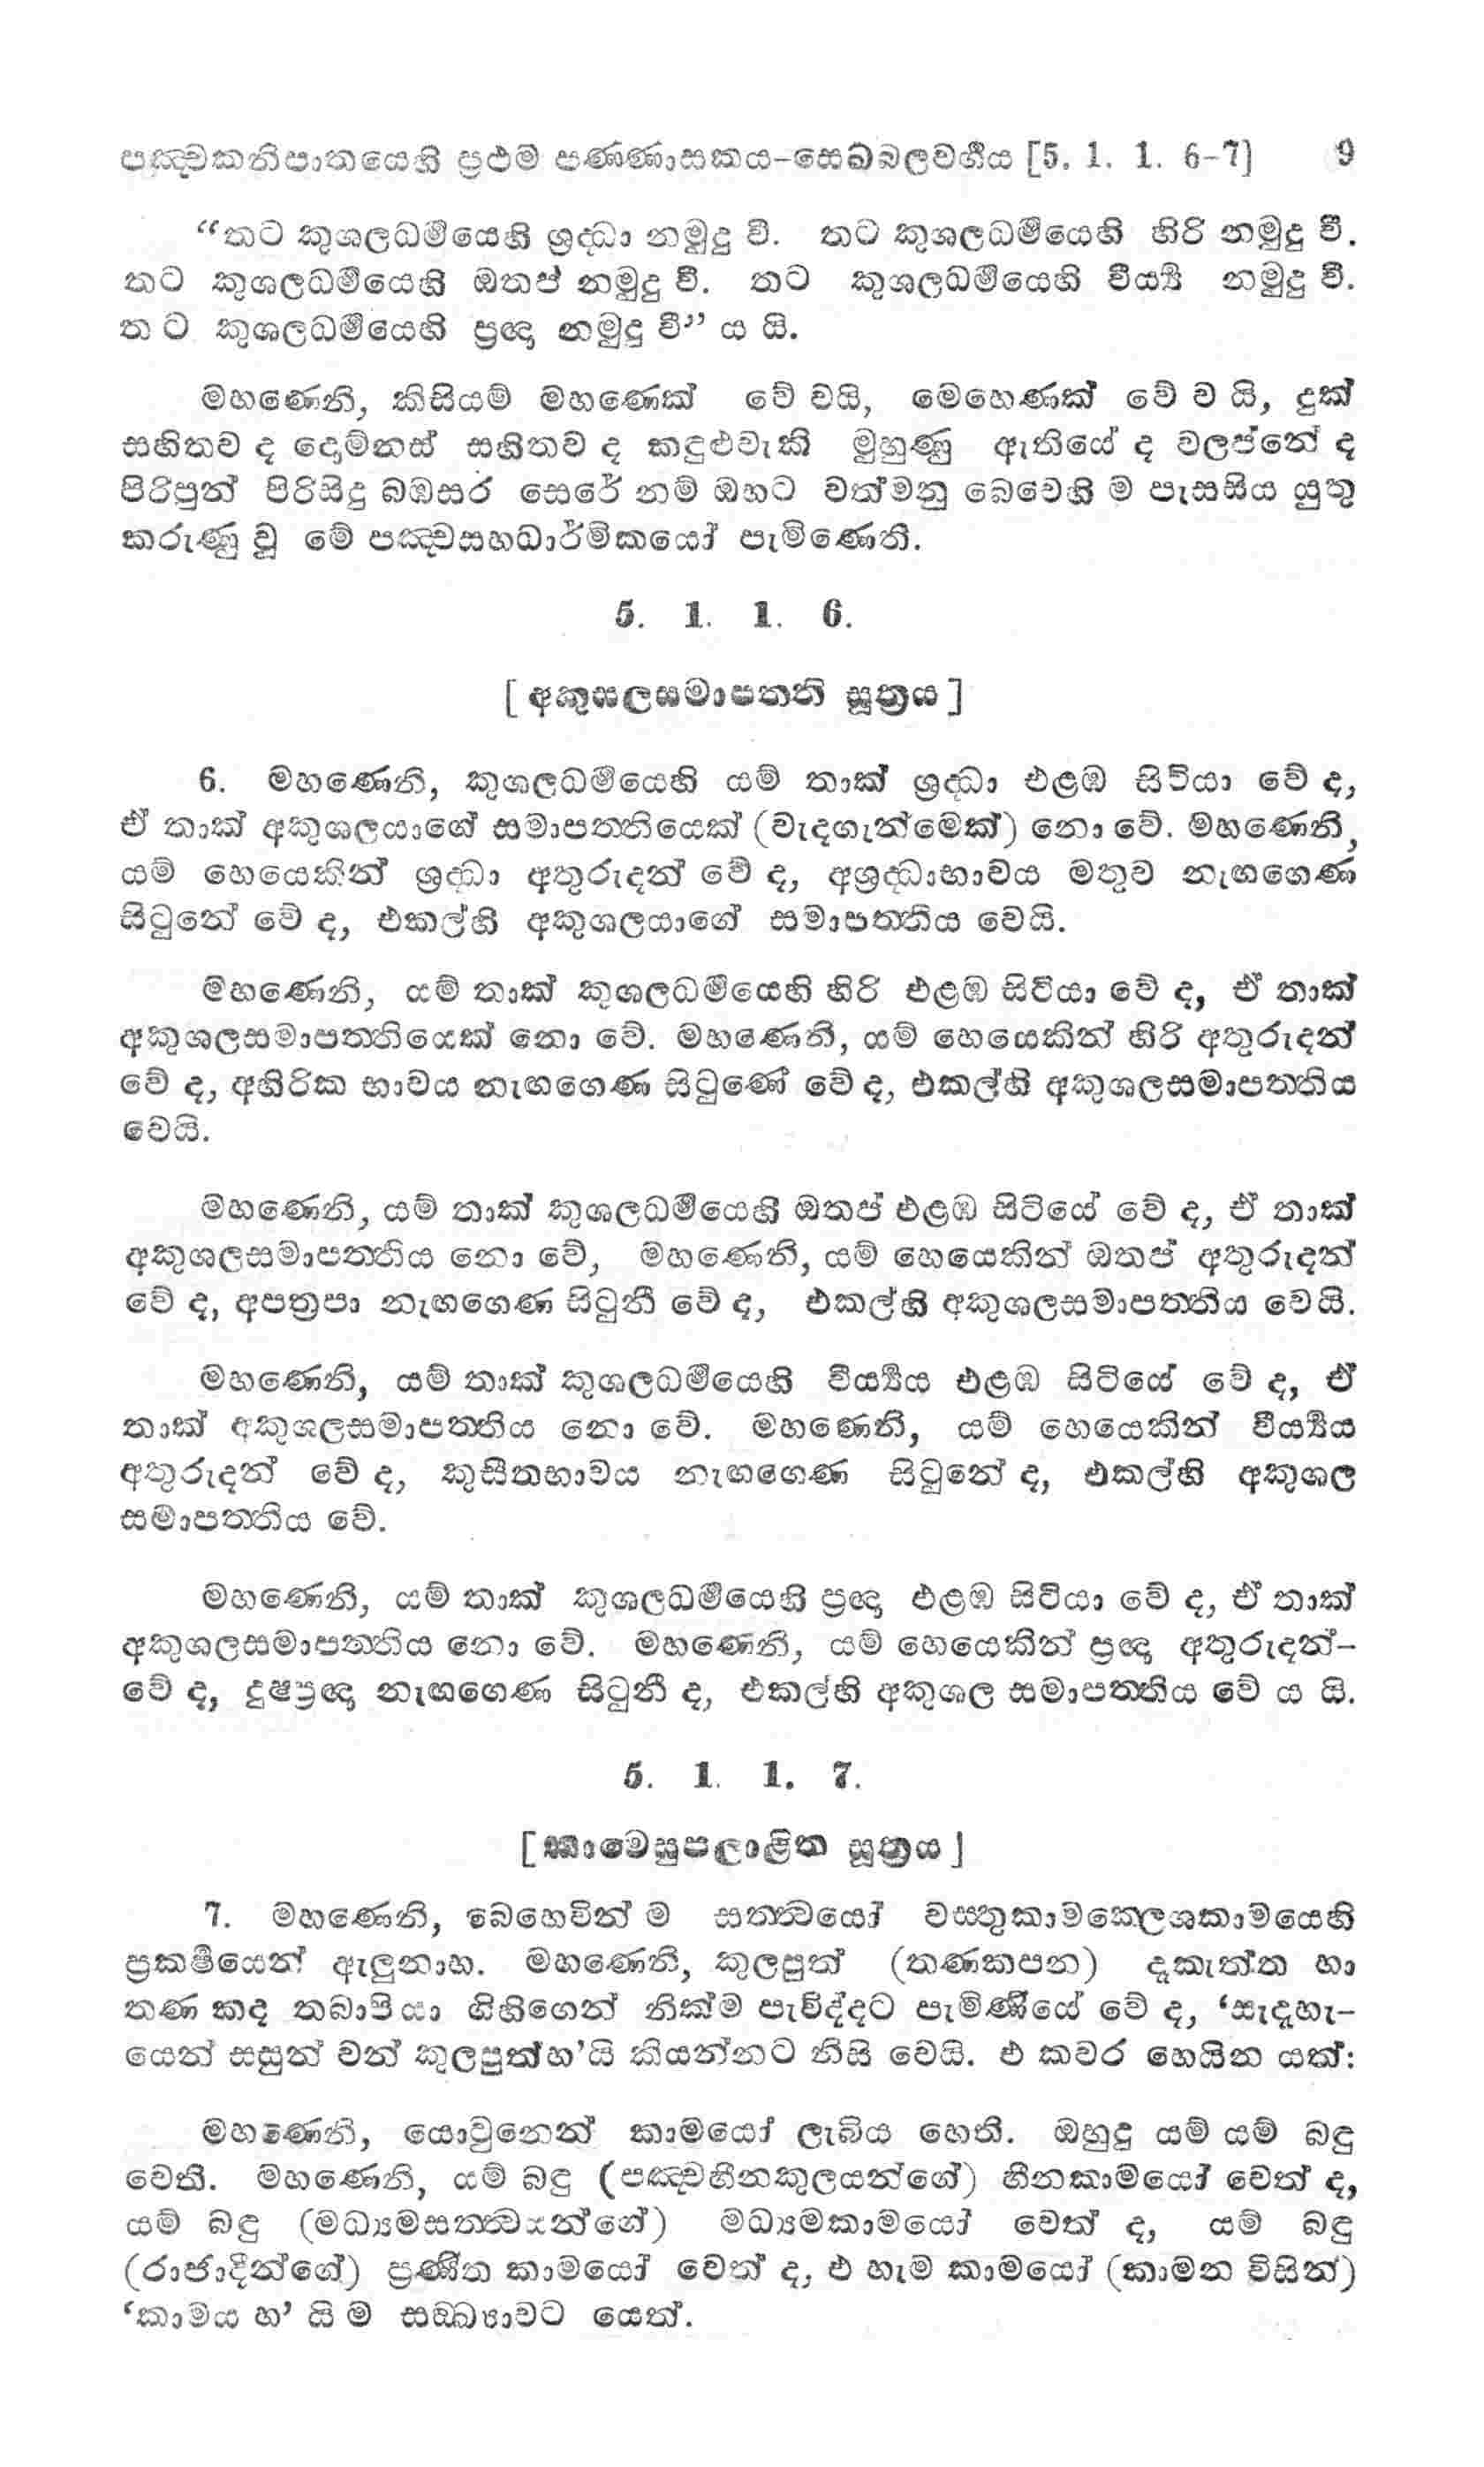 පඤ්චකනිපාතයෙහි ප්‍රථම පණ්ණාසකය-සෙඛබලවර්‍ගය [5. 1. 1. 6-7] 9
“තට කුශලධර්‍මයෙහි ශ්‍රද්ධා නමුදු වී. තට කුශලධර්‍මයෙහි හිරි නමුදු වී.
තට කුශලධර්‍මයෙහි ඔතප් නමුදු වී. තට කුශලධර්‍මයෙහි වීර්‍ය්‍ය නමුදු වී.
ත ට කුශලධර්‍මයෙහි ප්‍රඥා නමුදු වී” ය යි.
මහණෙනි, කිසියම් මහණෙක් වේ වයි, මෙහෙණක් වේ ව යි, දුක්
සහිතව ද දොම්නස් සහිතව ද කඳුළුවැකි මුහුණු ඇතියේ ද වලප්නේ ද
පිරිපුන් පිරිසිදු බඹසර සෙරේ නම් ඔහට වත්මනු බෙවෙහි ම පැසසිය යුතු
කරුණු වූ මේ පඤ්චසහධාර්මිකයෝ පැමිණෙති.
5. 1. 1. 6.
[අකුසලසමාපත්ති සූත්‍රය]
6. මහණෙනි, කුශලධර්‍මයෙහි යම් තාක් ශ්‍රද්ධා එළඹ සිටියා වේ ද,
ඒ තාක් අකුශලයාගේ සමාපත්තියෙක් (වැදගැන්මෙක්) නො වේ. මහණෙනි,
යම් හෙයෙකින් ශ්‍රද්ධා අතුරුදන් වේ ද, අශ්‍රද්ධාභාවය මතුව නැඟගෙණ
සිටුනේ වේ ද, එකල්හි අකුශලයාගේ සමාපත්තිය වෙයි.
මහණෙනි, යම් තාක් කුශලධර්‍මයෙහි හිරි එළඹ සිටියා වේ ද, ඒ තාක්
අකුශලසමාපත්තියෙක් නො වේ. මහණෙනි, යම් හෙයෙකින් හිරි අතුරුදන්
වේ ද, අහිරික භාවය නැඟගෙණ සිටුණේ වේ ද, එකල්හි අකුශලසමාපත්තිය
වෙයි.
මහණෙනි, යම් තාක් කුශලධර්‍මයෙහි ඔතප් එළඹ සිටියේ වේ ද, ඒ තාක්
අකුශලසමාපත්තිය නො වේ, මහණෙනි, යම් හෙයෙකින් ඔතප් අතුරුදන්
වේ ද, අපත්‍රපා නැඟගෙණ සිටුනී වේ ද, එකල්හි අකුශලසමාපත්තිය වෙයි.
මහණෙනි, යම් තාක් කුශලධර්‍මයෙහි වීර්‍ය්‍යය එළඹ සිටියේ වේ ද, ඒ
තාක් අකුශලසමාපත්තිය නො වේ. මහණෙනි, යම් හෙයෙකින් වීර්‍ය්‍යය
අතුරුදන් වේ ද, කුසීතභාවය නැඟගෙණ සිටුනේ ද, එකල්හි අකුශල
සමාපත්තිය වේ.
මහණෙනි, යම් තාක් කුශලධර්‍මයෙහි ප්‍රඥා එළඹ සිටියා වේ ද, ඒ තාක්
අකුශලසමාපත්තිය නො වේ. මහණෙනි, යම් හෙයෙකින් ප්‍රඥා අතුරුදන්-
වේ ද, දුෂ්ප්‍රඥා නැඟගෙණ සිටුනී ද, එකල්හි අකුශල සමාපත්තිය වේ ය යි.
5. 1. 1. 7.
[කාමෙසුපලාළිත සූත්‍රය]
7. මහණෙනි, බෙහෙවින් ම සත්ත්‍වයෝ වස්තුකාමක්ලෙශකාමයෙහි
ප්‍රකර්‍ෂයෙන් ඇලුනාහ. මහණෙනි, කුලපුත් (තණකපන) දෑකැත්ත හා
තණ කද තබාපියා ගිහිගෙන් නික්ම පැවිද්දට පැමිණියේ වේ ද, ‘සැදැහැ-
යෙන් සසුන් වන් කුලපුත්හ’යි කියන්නට නිසි වෙයි. එ කවර හෙයින යත්:
මහණෙනි, යොවුනෙන් කාමයෝ ලැබිය හෙති. ඔහුදු යම් යම් බඳු
වෙති. මහණෙනි, යම් බඳු (පඤ්චහීනකුලයන්ගේ) හීනකාමයෝ වෙත් ද,
යම් බඳු (මධ්‍යමසත්ත්‍වයන්ගේ) මධ්‍යමකාමයෝ වෙත් ද, යම් බඳු
(රාජාදීන්ගේ) ප්‍රණීත කාමයෝ වෙත් ද, එ හැම කාමයෝ (කාමන විසින්)
‘කාමය හ’ යි ම සඞ්ඛ්‍යාවට යෙත්.